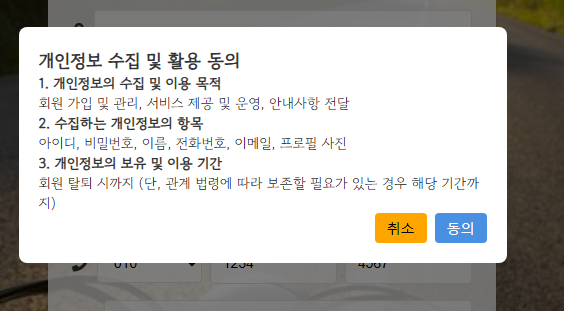 개인정보 수집 및 활용 동의
1. 개인정보의 수집 및 이용 목적
회원 가입 및 관리, 서비스 제공 및 운영, 안내사항 전달
2. 수집하는 개인정보의 항목
아이디, 비밀번호, 이름, 전화번호, 이메일, 프로필 사진
3. 개인정보의 보유 및 이용 기간
회원 탈퇴 시까지 (단, 관계 법령에 따라 보존할 필요가 있는 경우 해당 기간까
지)
취소 동의
010 1234 4567